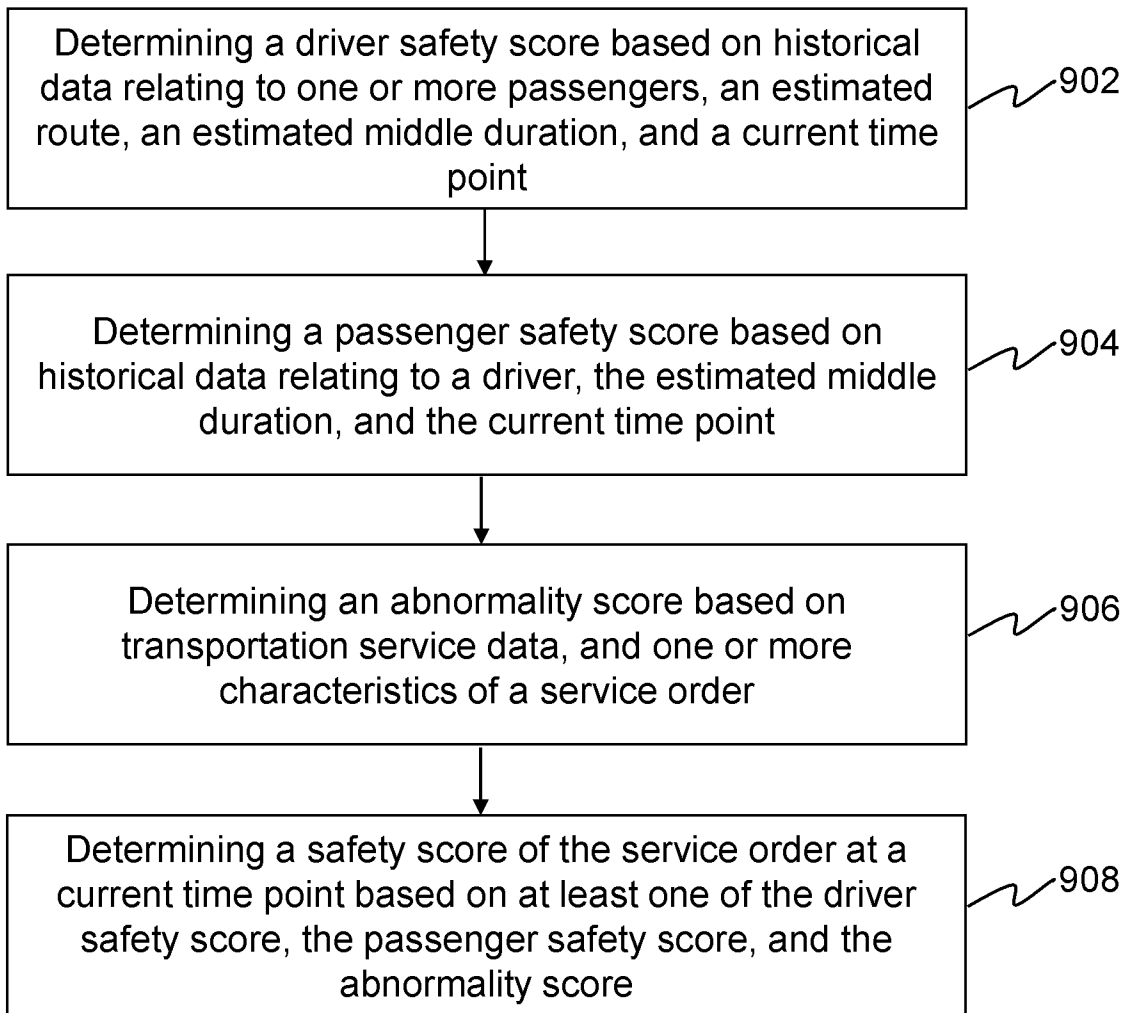 Determining a driver safety score based on historical
data relating to one or more passengers, an estimated
route, an estimated middle duration, and a current time
point
902
Determining a passenger safety score based on
historical data relating to a driver, the estimated middle
duration, and the current time point
904
Determining an abnormality score based on
transportation service data, and one or more
characteristics of a service order
906
Determining a safety score of the service order at a
current time point based on at least one of the driver
safety score, the passenger safety score, and the
abnormality score
908